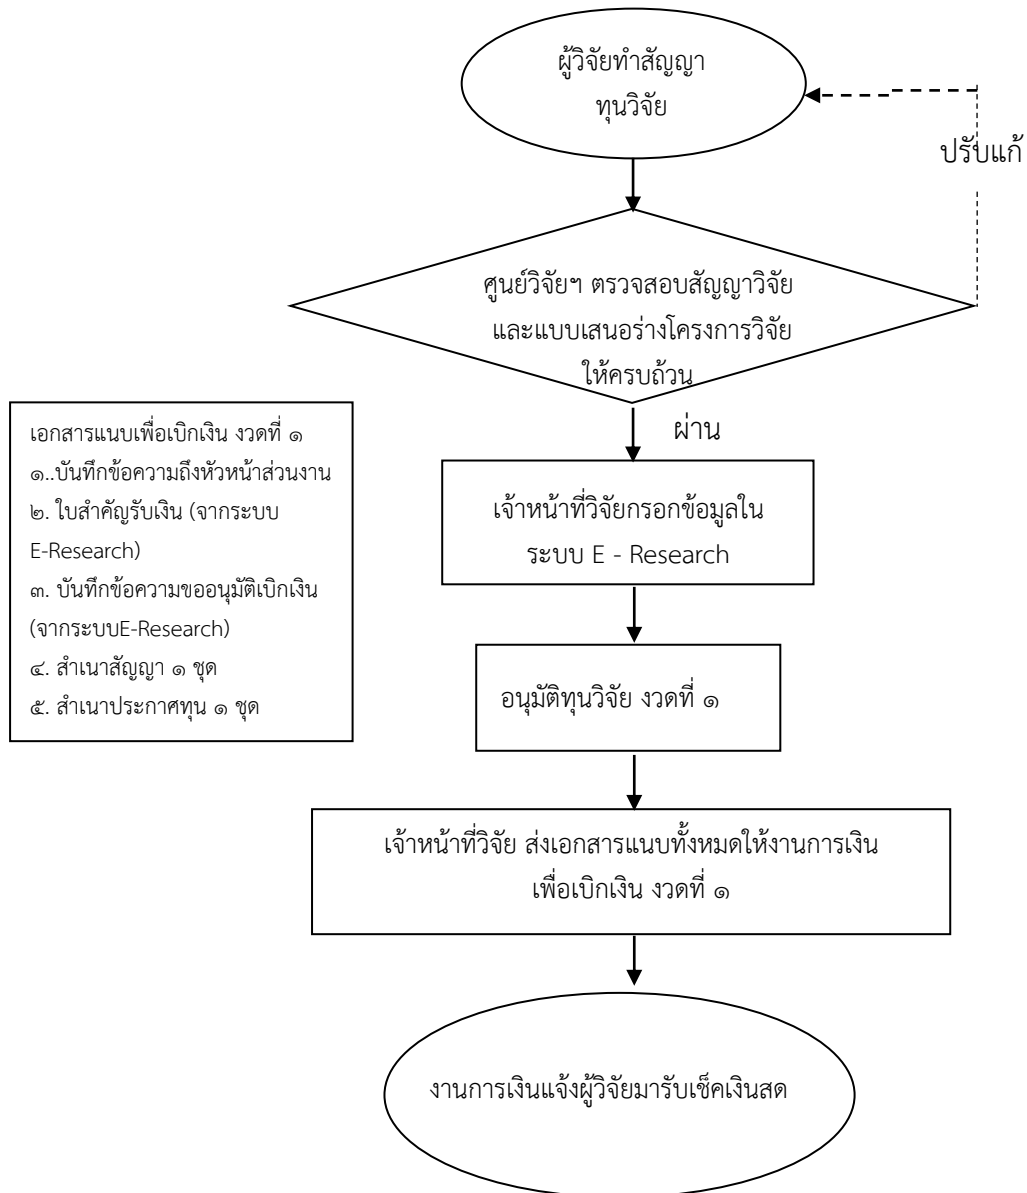 ผู้วิจัยทำสัญญา
ทุนวิจัย
ปรับแก้
ศูนย์วิจัยฯ ตรวจสอบสัญญาวิจัย
และแบบเสนอร่างโครงการวิจัย
ให้ครบถ้วน
ผ่าน
เอกสารแนบเพื่อเบิกเงิน งวดที่ ๑
๑..บันทึกข้อความถึงหัวหน้าส่วนงาน
๒. ใบสำคัญรับเงิน (จากระบบ
E-Research)
๓. บันทึกข้อความขออนุมัติเบิกเงิน
(จากระบบE-Research)
๔. สำเนาสัญญา ๑ ชุด
๕. สำเนาประกาศทุน ๑ ชุด
เจ้าหน้าที่วิจัยกรอกข้อมูลใน
ระบบ E - Research
อนุมัติทุนวิจัย งวดที่ ๑
เจ้าหน้าที่วิจัย ส่งเอกสารแนบทั้งหมดให้งานการเงิน
เพื่อเบิกเงิน งวดที่ ๑
งานการเงินแจ้งผู้วิจัยมารับเช็คเงินสด